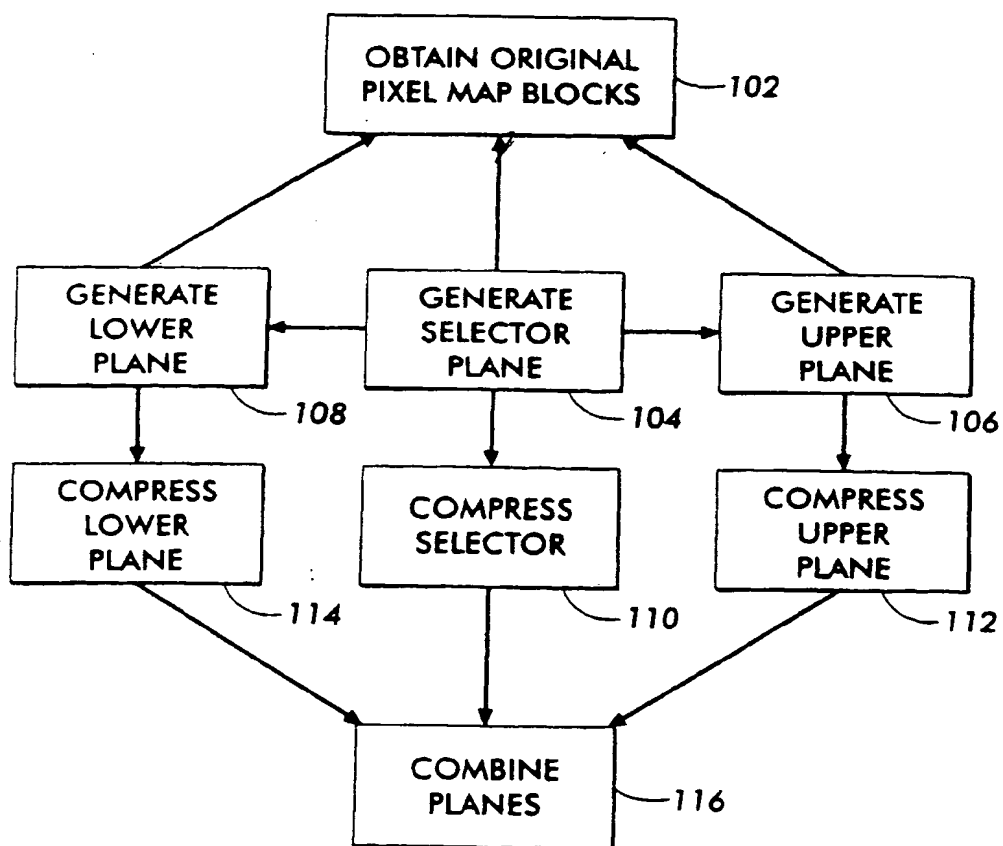 OBTAIN ORIGINAL
PIXEL MAP BLOCKS
102
GENERATE
LOWER
PLANE
108
GENERATE
SELECTOR
PLANE
104
GENERATE
UPPER
PLANE
106
COMPRESS
LOWER
PLANE
114
COMPRESS
SELECTOR
110
COMPRESS
UPPER
PLANE
112
COMBINE
PLANES
116